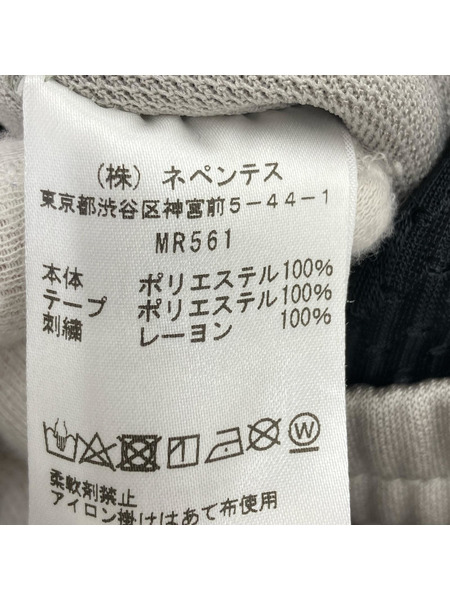 (株) ネペンテス
東京都渋谷区神宮前5-44-1
MR561
本体 ポリエステル100%
テープ ポリエステル100%
刺繍 レーヨン 100%
W
柔軟剤禁止
アイロン掛けはあて布使用